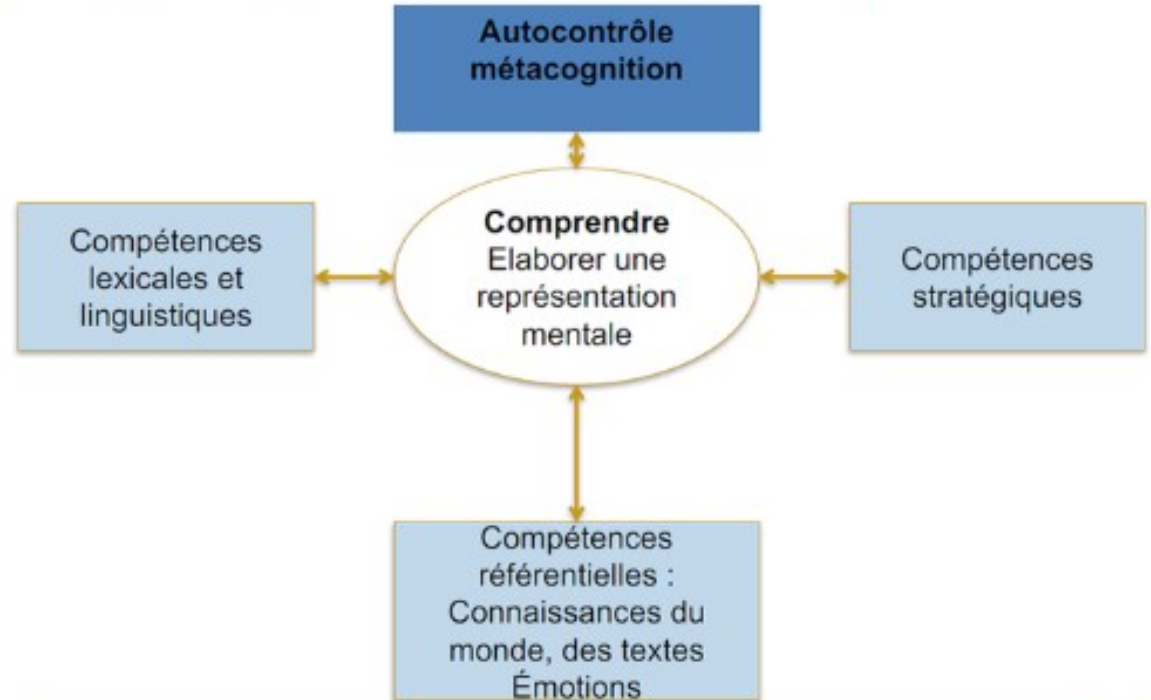 Autocontrôle
métacognition
Compétences
lexicales et
linguistiques
Comprendre
Elaborer une
représentation
mentale
Compétences
stratégiques
Compétences
référentielles :
Connaissances du
monde, des textes
Émotions